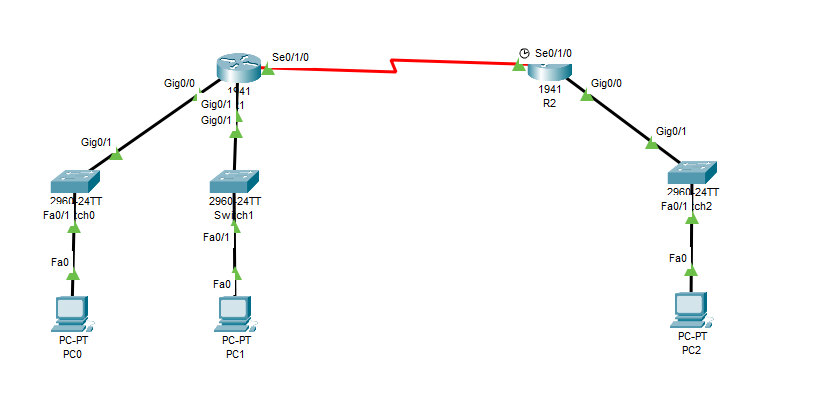 Se0/1/0
Se0/1/0
Gig0/0
1941
Gig0/1
Gig0/1
1941
R2
Gig0/0
Gig0/1
Gig0/1
2960-24TT
Fa0/1
2960-24TT
Switch1
2960-24TT
Fa0/1
Fa0/1
Fa0
Fa0
Fa0
PC-PT
PC0
PC-PT
PC1
PC-PT
PC2